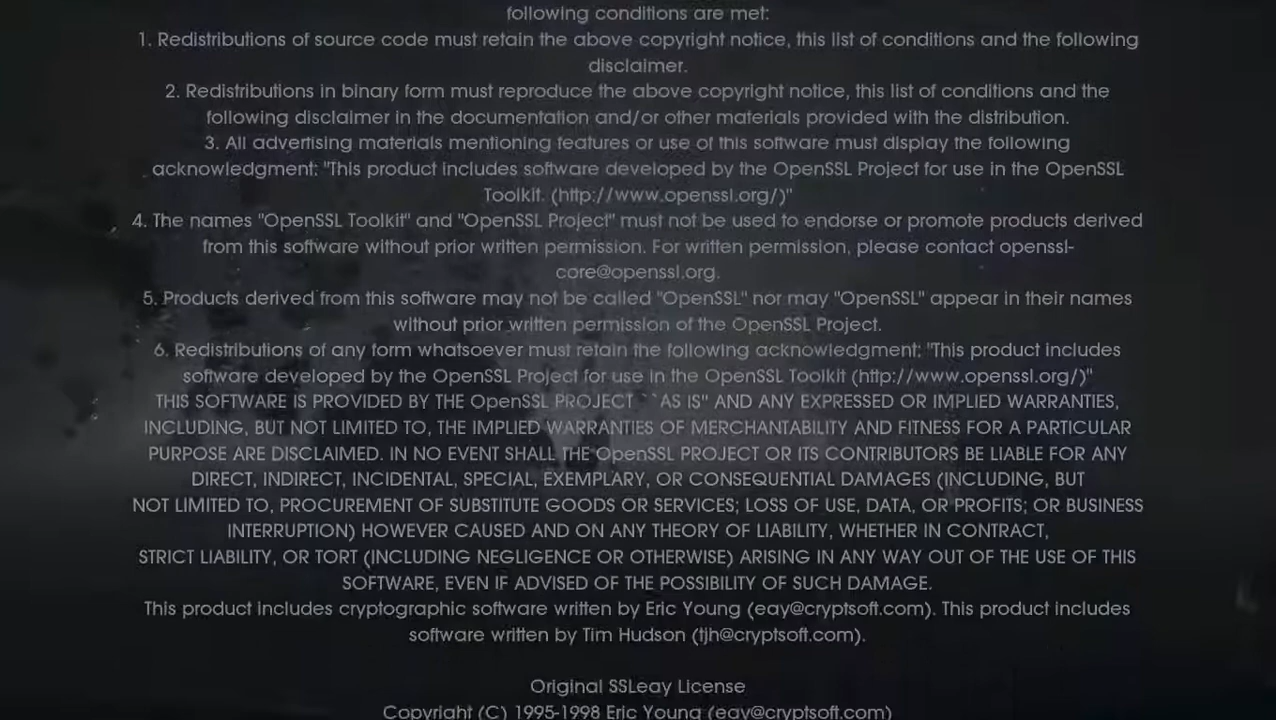 following conditions are met:
1. Redistributions of source code must retain the above copyright notice, this list of conditions and the following
disclaimer.
2. Redistributions in binary form must reproduce the above copyright notice, this list of conditions and the
following disclaimer in the documentation and/or other materials provided with the distribution.
3. All advertising materials mentioning features or use of this software must display the following
acknowledgment: "This product includes software developed by the OpenSSL Project for use in the OpenSSL
Toolkit. (http://www.openssl.org/)"
4. The names "OpenSSL Toolkit" and "OpenSSL Project" must not be used to endorse or promote products derived
from this software without prior written permission. For written permission, please contact openssl-
core@openssl.org.
5. Products derived from this software may not be called "OpenSSL" nor may "OpenSSL" appear in their names
without prior written permission of the OpenSSL Project.
6. Redistributions of any form whatsoever must retain the following acknowledgment: "This product includes
software developed by the OpenSSL Project for use in the OpenSSL Toolkit (http://www.openssl.org/)"
THIS SOFTWARE IS PROVIDED BY THE OpenSSL PROJECT ``AS IS" AND ANY EXPRESSED OR IMPLIED WARRANTIES,
INCLUDING, BUT NOT LIMITED TO, THE IMPLIED WARRANTIES OF MERCHANTABILITY AND FITNESS FOR A PARTICULAR
PURPOSE ARE DISCLAIMED. IN NO EVENT SHALL THE OpenSSL PROJECT OR ITS CONTRIBUTORS BE LIABLE FOR ANY
DIRECT, INDIRECT, INCIDENTAL, SPECIAL, EXEMPLARY, OR CONSEQUENTIAL DAMAGES (INCLUDING, BUT
NOT LIMITED TO, PROCUREMENT OF SUBSTITUTE GOODS OR SERVICES; LOSS OF USE, DATA, OR PROFITS; OR BUSINESS
INTERRUPTION) HOWEVER CAUSED AND ON ANY THEORY OF LIABILITY, WHETHER IN CONTRACT,
STRICT LIABILITY, OR TORT (INCLUDING NEGLIGENCE OR OTHERWISE) ARISING IN ANY WAY OUT OF THE USE OF THIS
SOFTWARE, EVEN IF ADVISED OF THE POSSIBILITY OF SUCH DAMAGE.
This product includes cryptographic software written by Eric Young (eay@cryptsoft.com). This product includes
software written by Tim Hudson (tjh@cryptsoft.com).
Original SSLeay License
Copyright (C) 1995-1998 Eric Young (eay@cryptsoft.com)